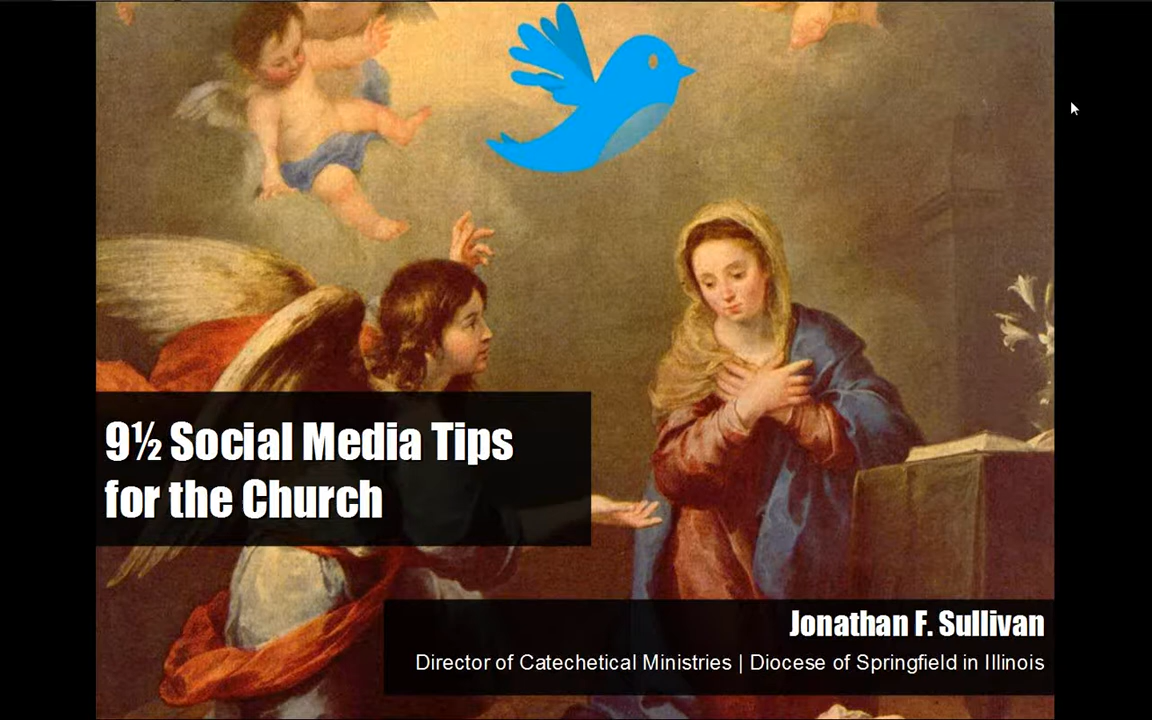 9½ Social Media Tips
for the Church
Jonathan F. Sullivan
Director of Catechetical Ministries | Diocese of Springfield in Illinois